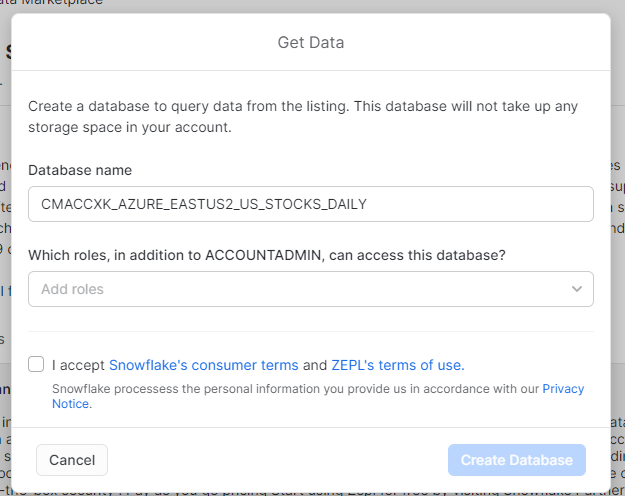 ata Marketplace
Get Data
Create a database to query data from the listing. This database will not take up any
storage space in your account.
Database name
CMACCXK_AZURE_EASTUS2_US_STOCKS_DAILY
Which roles, in addition to ACCOUNTADMIN, can access this database?
Add roles
I accept Snowflake's consumer terms and ZEPL's terms of use.
Snowflake processess the personal information you provide us in accordance with our Privacy
Notice.
Cancel
Create Database